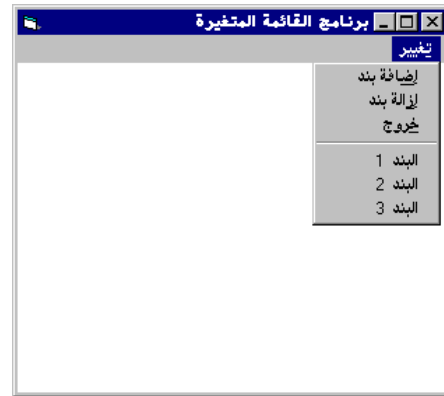 برنامج القائمة المتغيرة
تغيير
إضافة بند
إزالة بند
خروج
البند 1
البند 2
البند 3